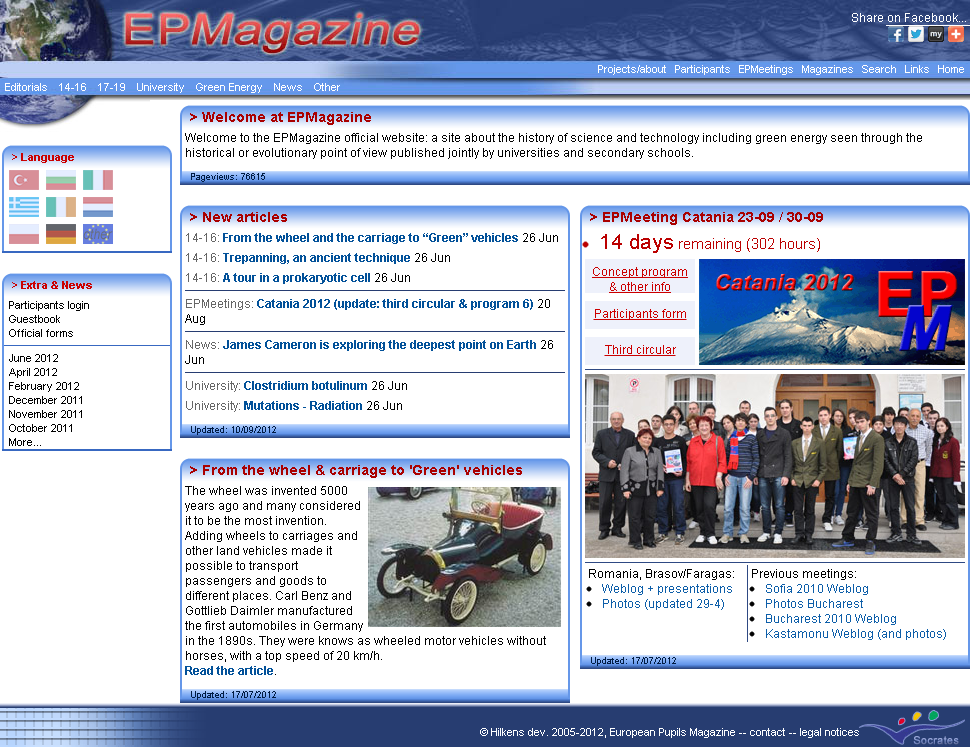 EPMagazine
Share on Facebook...
Projects/about Participants EPMeetings Magazines Search Links Home
Editorials 14-16 17-19 University Green Energy News Other
> Language
> Extra & News
Participants login
Guestbook
Official forms
June 2012
April 2012
February 2012
December 2011
November 2011
October 2011
More...
> Welcome at EPMagazine
Welcome to the EPMagazine official website: a site about the history of science and technology including green energy seen through the
historical or evolutionary point of view published jointly by universities and secondary schools.
Pageviews: 76615
> New articles
14-16: From the wheel and the carriage to “Green” vehicles 26 Jun
14-16: Trepanning, an ancient technique 26 Jun
14-16: A tour in a prokaryotic cell 26 Jun
EPMeetings: Catania 2012 (update: third circular & program 6) 20
Aug
News: James Cameron is exploring the deepest point on Earth 26
Jun
University: Clostridium botulinum 26 Jun
University: Mutations - Radiation 26 Jun
Updated: 10/09/2012
> From the wheel & carriage to 'Green' vehicles
The wheel was invented 5000
years ago and many considered
it to be the most invention.
Adding wheels to carriages and
other land vehicles made it
possible to transport
passengers and goods to
different places. Carl Benz and
Gottlieb Daimler manufactured
the first automobiles in Germany
in the 1890s. They were knows as wheeled motor vehicles without
horses, with a top speed of 20 km/h.
Read the article.
Updated: 17/07/2012
> EPMeeting Catania 23-09 / 30-09
14 days remaining (302 hours)
Concept program
& other info
Participants form
Third circular
Catania 2012
EP
M
Romania, Brasov/Faragas:
Weblog + presentations
Photos (updated 29-4)
Previous meetings:
Sofia 2010 Weblog
Photos Bucharest
Bucharest 2010 Weblog
Kastamonu Weblog (and photos)
Updated: 17/07/2012
© Hilkens dev. 2005-2012, European Pupils Magazine -- contact -- legal notices
Socrates